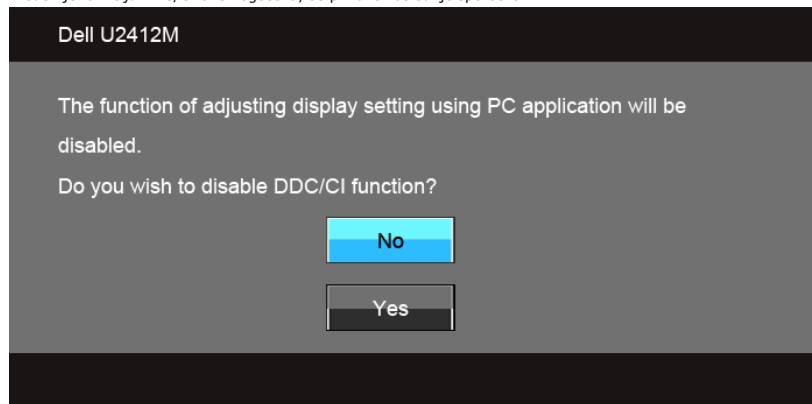 Dell U2412M
The function of adjusting display setting using PC application will be
disabled.
Do you wish to disable DDC/CI function?
No
Yes